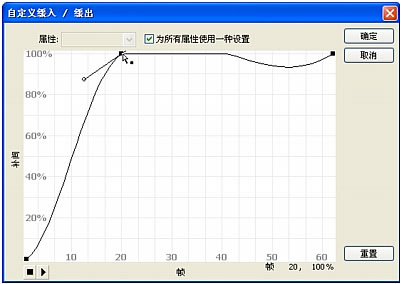 自定义缓入 / 缓出
属性:
为所有属性使用一种设置
确定
取消
100%
80%
60%
40%
20%
补间
10 20 30 40 50 60
帧
帧 20, 100%
重置